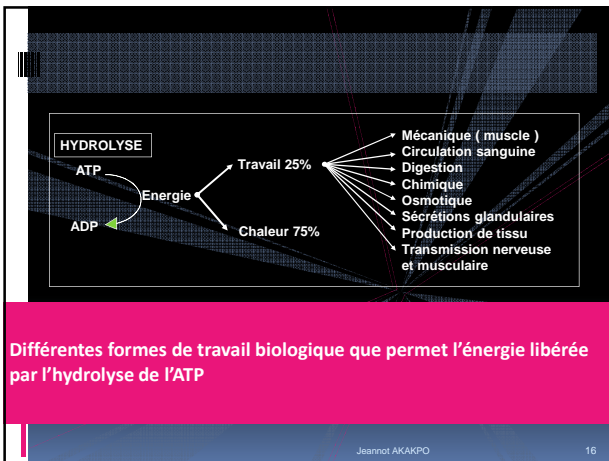 HYDROLYSE
ATP
ADP
Energie
Travail 25%
Chaleur 75%
Mécanique ( muscle )
Circulation sanguine
Digestion
Chimique
Osmotique
Sécrétions glandulaires
Production de tissu
Transmission nerveuse
et musculaire
Différentes formes de travail biologique que permet l’énergie libérée
par l’hydrolyse de l’ATP
Jeannot AKAKPO
16